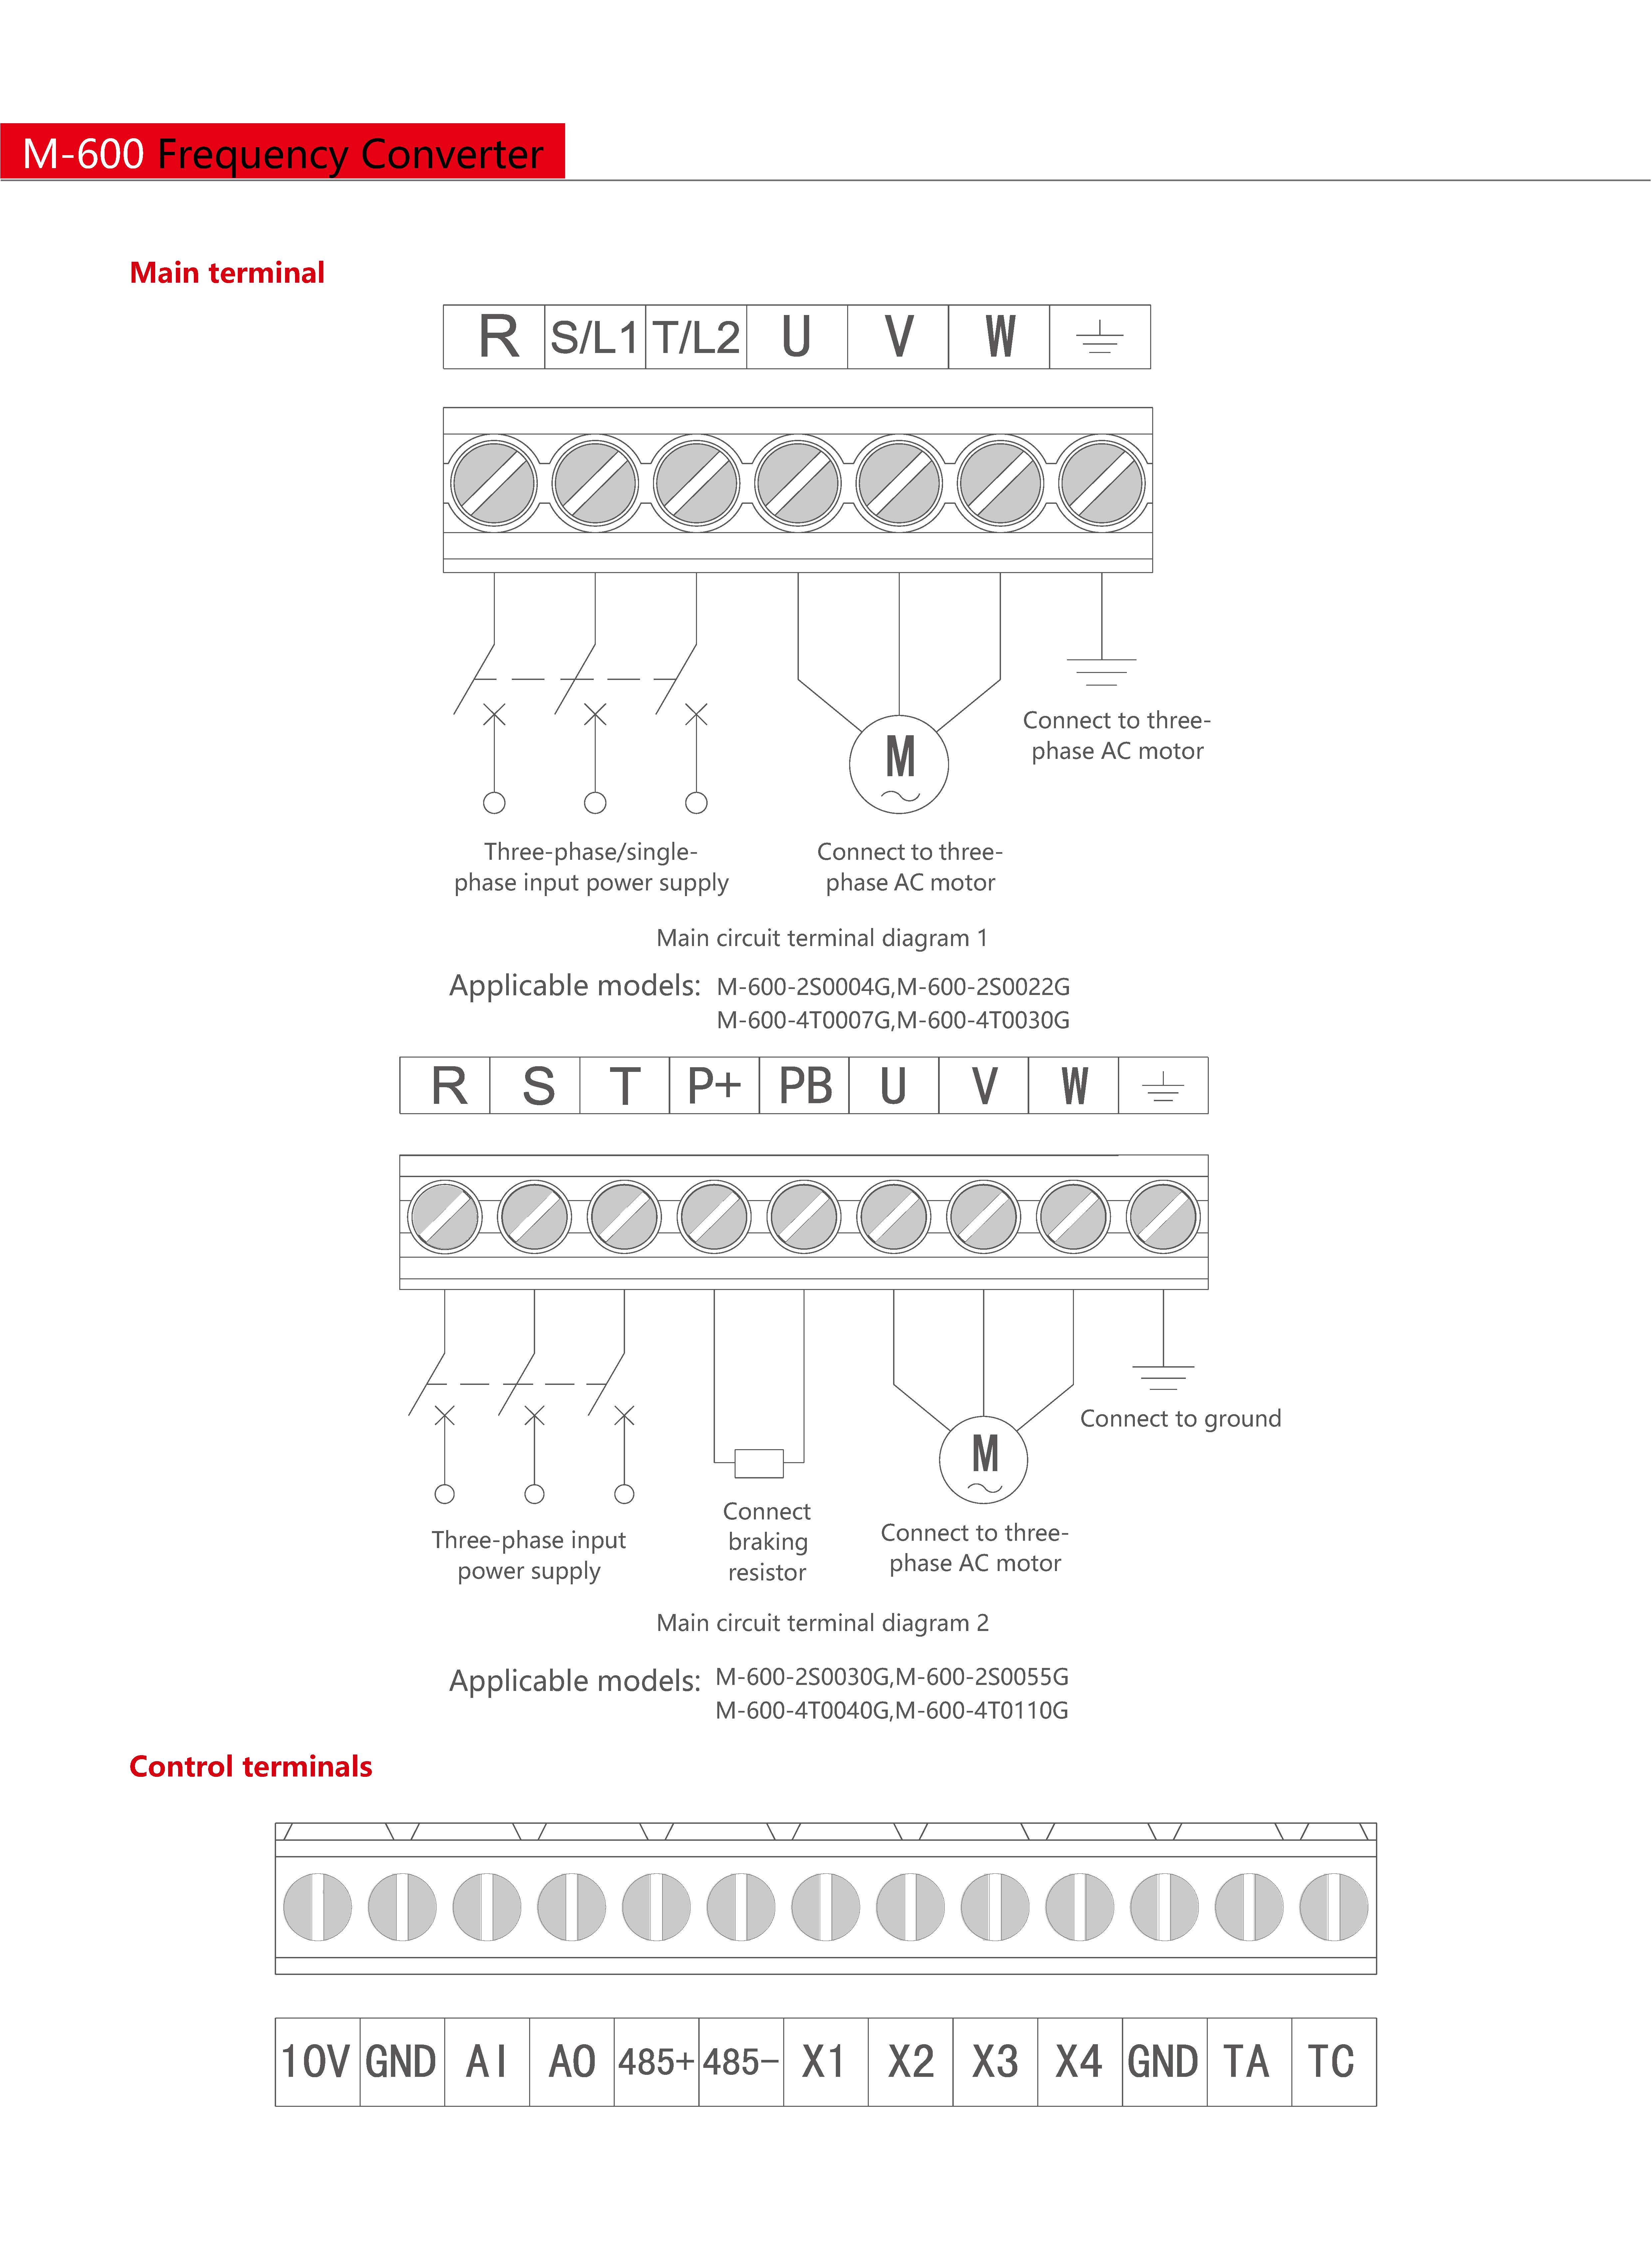 M-600 Frequency Converter
Main terminal
R S/L1 T/L2 U V W
M
Connect to three-
phase AC motor
Three-phase/single-
phase input power supply
Connect to three-
phase AC motor
Main circuit terminal diagram 1
Applicable models: M-600-2S0004G,M-600-2S0022G
M-600-4T0007G,M-600-4T0030G
R S T P+ PB U V W
Connect to ground
M
Three-phase input
power supply
Connect
braking
resistor
Connect to three-
phase AC motor
Main circuit terminal diagram 2
Applicable models: M-600-2S0030G,M-600-2S0055G
M-600-4T0040G,M-600-4T0110G
Control terminals
10V GND AI AO 485+ 485- X1 X2 X3 X4 GND TA TC